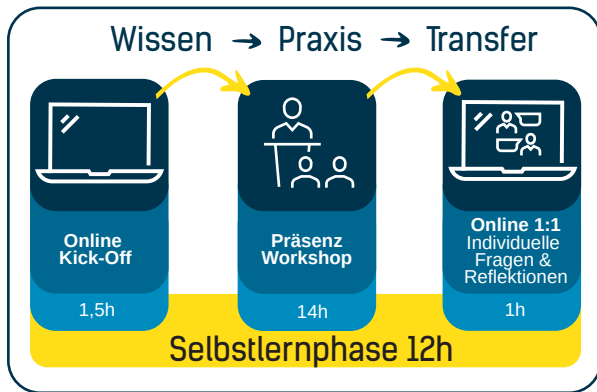 Wissen → Praxis → Transfer
Online
Kick-Off
1,5h
Präsenz
Workshop
14h
Online 1:1
Individuelle
Fragen &
Reflektionen
1h
Selbstlernphase 12h